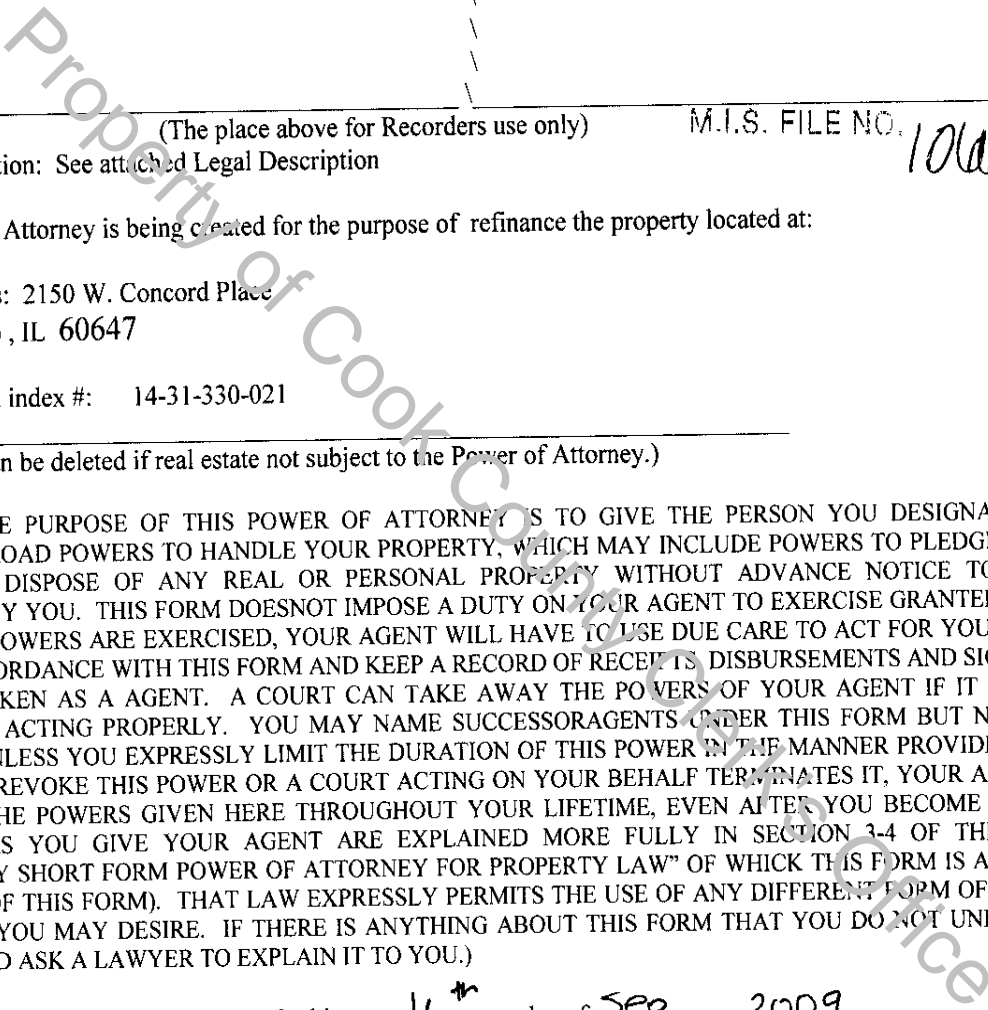 (The place above for Recorders use only) M.I.S. FILE NO.
tion: See attached Legal Description
Attorney is being created for the purpose of refinance the property located at:
: 2150 W. Concord Place
, IL 60647
index #: 14-31-330-021
n be deleted if real estate not subject to the Power of Attorney.)
E PURPOSE OF THIS POWER OF ATTORNEY IS TO GIVE THE PERSON YOU DESIGNA
OAD POWERS TO HANDLE YOUR PROPERTY, WHICH MAY INCLUDE POWERS TO PLEDG
DISPOSE OF ANY REAL OR PERSONAL PROPERTY WITHOUT ADVANCE NOTICE TO
Y YOU. THIS FORM DOESNOT IMPOSE A DUTY ON YOUR AGENT TO EXERCISE GRANTE
OWERS ARE EXERCISED, YOUR AGENT WILL HAVE TO USE DUE CARE TO ACT FOR YOU
ORDANCE WITH THIS FORM AND KEEP A RECORD OF RECEIPTS, DISBURSEMENTS AND SI
KEN AS A AGENT. A COURT CAN TAKE AWAY THE POWERS OF YOUR AGENT IF IT
ACTING PROPERLY. YOU MAY NAME SUCCESSORAGENTS UNDER THIS FORM BUT N
NLESS YOU EXPRESSLY LIMIT THE DURATION OF THIS POWER IN THE MANNER PROVID
REVOKE THIS POWER OR A COURT ACTING ON YOUR BEHALF TERMINATES IT, YOUR A
HE POWERS GIVEN HERE THROUGHOUT YOUR LIFETIME, EVEN AFTER YOU BECOME
S YOU GIVE YOUR AGENT ARE EXPLAINED MORE FULLY IN SECTION 3-4 OF TH
Y SHORT FORM POWER OF ATTORNEY FOR PROPERTY LAW" OF WHICK THIS FORM IS A
F THIS FORM). THAT LAW EXPRESSLY PERMITS THE USE OF ANY DIFFERENT FORM OF
YOU MAY DESIRE. IF THERE IS ANYTHING ABOUT THIS FORM THAT YOU DO NOT UN
D ASK A LAWYER TO EXPLAIN IT TO YOU.)
2009
Property of Cook County Clerk's Office